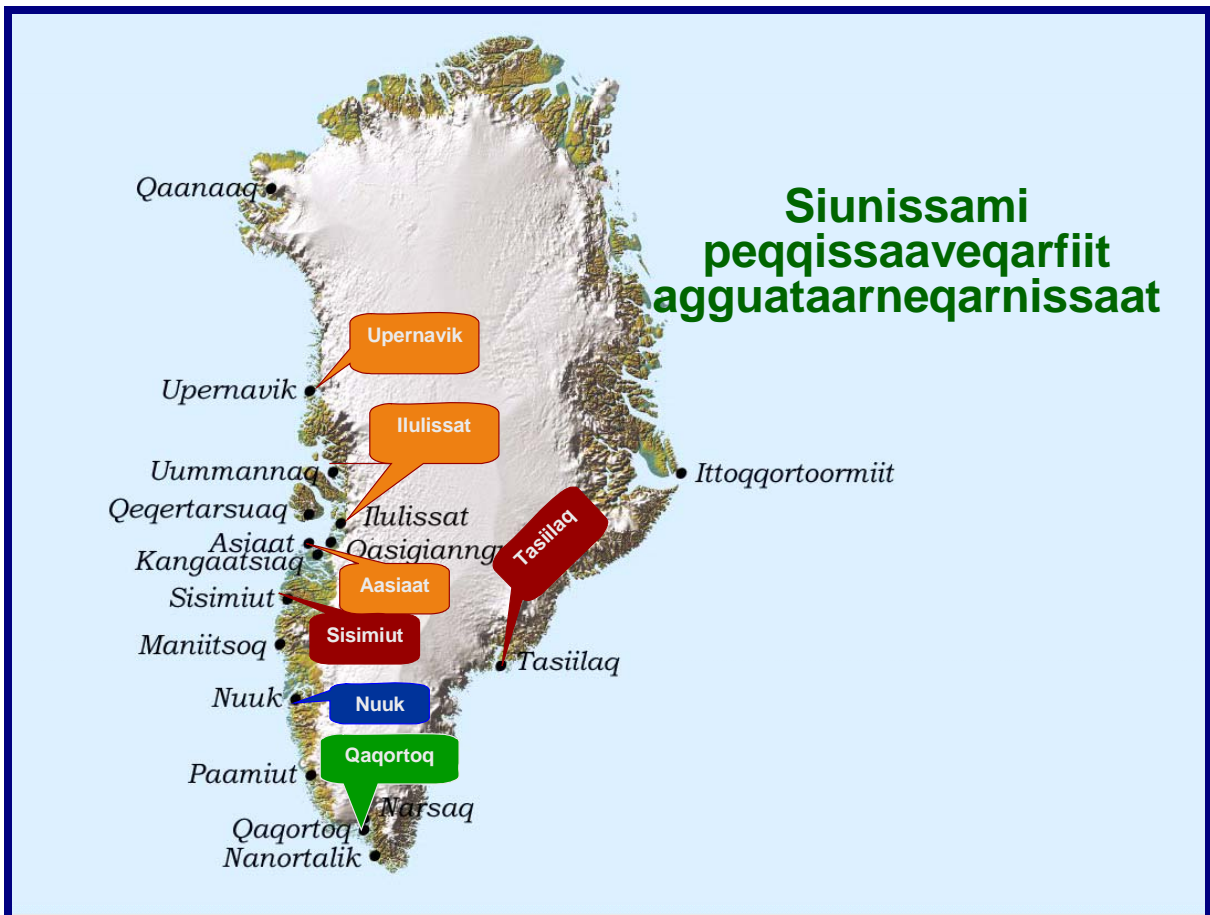 Siunissami
peqqissaaveqarfiit
agguataarneqarnissaat
Qaanaaq
Upernavik
Upernavik
Ilulissat
Uummannaq
Ittoqqortoormiit
Qeqertarsuaq
Ilulissat
Tasiilaq
Asiaat
Kangaatsiaq
Aasiaat
Sisimiut
Sisimiut
Maniitsoq
Tasiilaq
Nuuk
Nuuk
Qaqortoq
Paamiut
Narsaq
Qaqortoq
Nanortalik